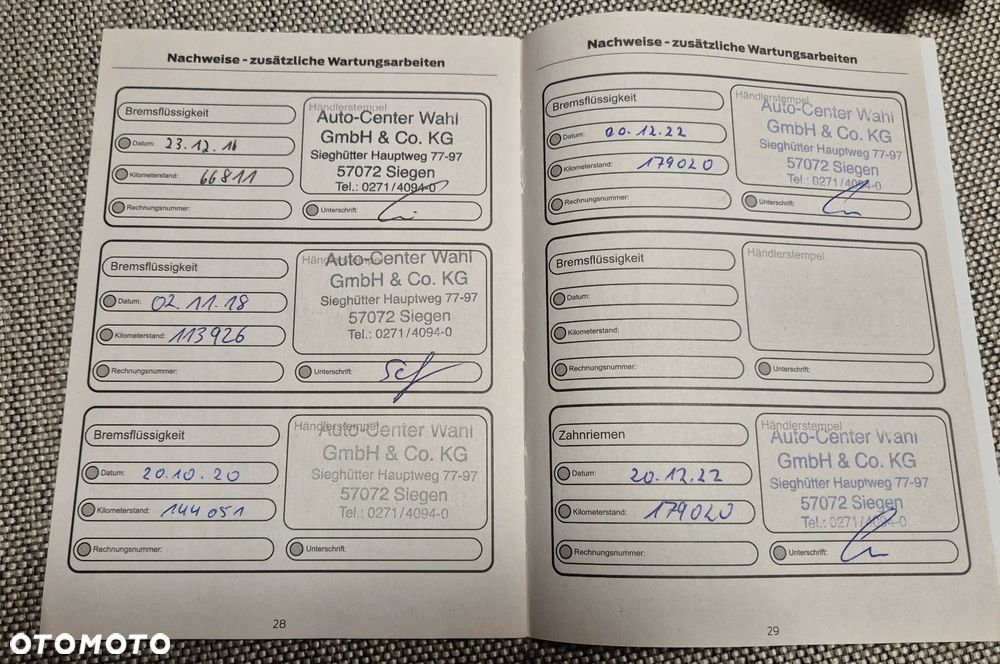 Nachweise - zusätzliche Wartungsarbeiten
Bremsflüssigkeit
Datum: 23.12.16
Kilometerstand: 66811
Rechnungsnummer:
Händlerstempel
Auto-Center Wahl
GmbH & Co. KG
Sieghütter Hauptweg 77-97
57072 Siegen
Tel.: 0271/4094-0
Unterschrift:
Bremsflüssigkeit
Datum: 02.11.18
Kilometerstand: 113926
Rechnungsnummer:
Händlerstempel
Auto-Center Wahl
GmbH & Co. KG
Sieghütter Hauptweg 77-97
57072 Siegen
Tel.: 0271/4094-0
Unterschrift:
Bremsflüssigkeit
Datum: 20.10.20
Kilometerstand: 144051
Rechnungsnummer:
Händlerstempel
Auto-Center Wahl
GmbH & Co. KG
Sieghütter Hauptweg 77-97
57072 Siegen
Tel.: 0271/4094-0
Unterschrift:
28
Nachweise - zusätzliche Wartungsarbeiten
Bremsflüssigkeit
Datum: 20.12.22
Kilometerstand: 179020
Rechnungsnummer:
Händlerstempel
Auto-Center Wahl
GmbH & Co. KG
Sieghütter Hauptweg 77-97
57072 Siegen
Tel.: 0271/4094-0
Unterschrift:
Bremsflüssigkeit
Datum:
Kilometerstand:
Rechnungsnummer:
Händlerstempel
Unterschrift:
Zahnriemen
Datum: 20.12.22
Kilometerstand: 179020
Rechnungsnummer:
Händlerstempel
Auto-Center Wahl
GmbH & Co. KG
Sieghütter Hauptweg 77-97
57072 Siegen
Tel.: 0271/4094-0
Unterschrift:
29
OTOMOTO